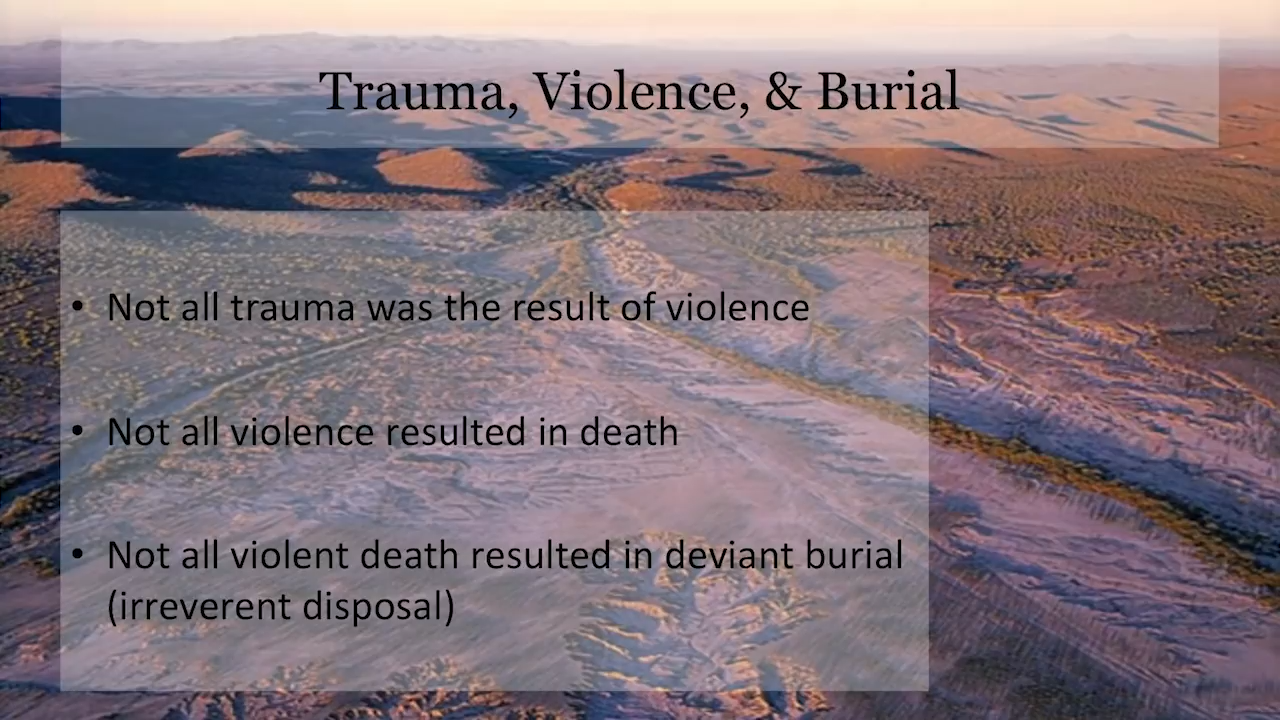 Trauma, Violence, & Burial
• Not all trauma was the result of violence
• Not all violence resulted in death
• Not all violent death resulted in deviant burial
(irreverent disposal)